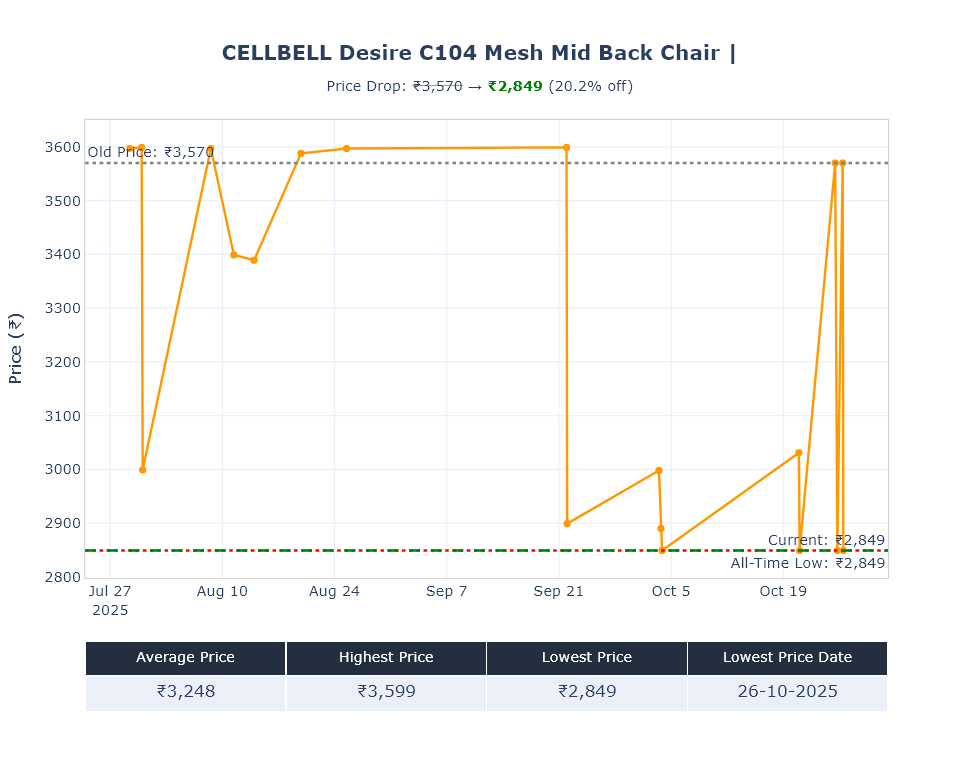 CELLBELL Desire C104 Mesh Mid Back Chair |
Price Drop: ₹3,570 → ₹2,849 (20.2% off)
Price (₹)
3600
3500
3400
3300
3200
3100
3000
2900
2800
Old Price: ₹3,570
Current: ₹2,849
All-Time Low: ₹2,849
Jul 27 Aug 10 Aug 24 Sep 7 Sep 21 Oct 5 Oct 19
2025
Average Price Highest Price Lowest Price Lowest Price Date
₹3,248 ₹3,599 ₹2,849 26-10-2025